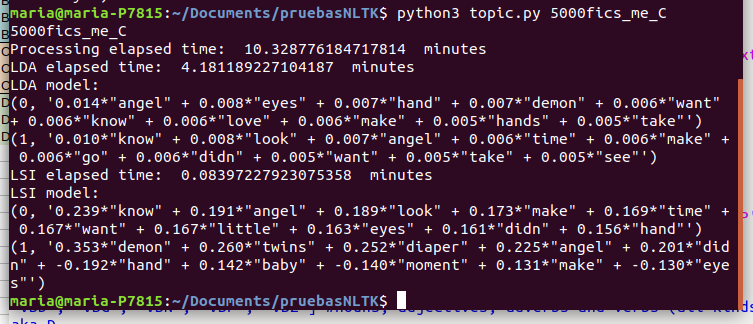 maria@maria-P7815:~/Documents/pruebasNLTK$ python3 topic.py 5000fics_me_C
5000fics_me_C
Processing elapsed time:  10.328776184717814  minutes
LDA elapsed time:  4.181189227104187  minutes
LDA model:
(0, '0.014*"angel" + 0.008*"eyes" + 0.007*"hand" + 0.007*"demon" + 0.006*"want"
+ 0.006*"know" + 0.006*"love" + 0.006*"make" + 0.005*"hands" + 0.005*"take"')
(1, '0.010*"know" + 0.008*"look" + 0.007*"angel" + 0.006*"time" + 0.006*"make" +
 0.006*"go" + 0.006*"didn" + 0.005*"want" + 0.005*"take" + 0.005*"see"')
LSI elapsed time:  0.08397227923075358  minutes
LSI model:
(0, '0.239*"know" + 0.191*"angel" + 0.189*"look" + 0.173*"make" + 0.169*"time" +
 0.167*"want" + 0.167*"little" + 0.163*"eyes" + 0.161*"didn" + 0.156*"hand"')
(1, '0.353*"demon" + 0.260*"twins" + 0.252*"diaper" + 0.225*"angel" + 0.201*"did
n" + -0.192*"hand" + 0.142*"baby" + -0.140*"moment" + 0.131*"make" + -0.130*"eye
s"')
maria@maria-P7815:~/Documents/pruebasNLTK$